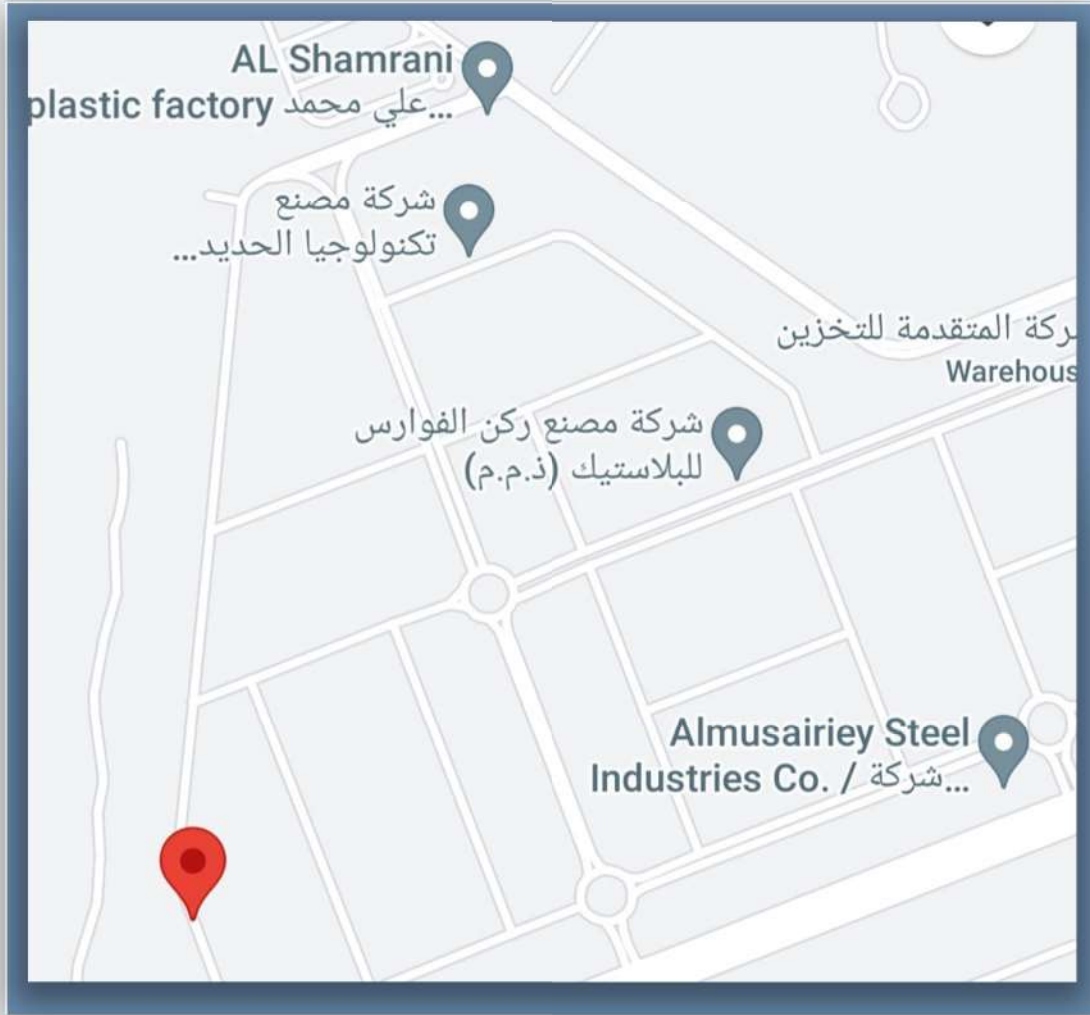 AL Shamrani
plastic factory علي محمد...
شركة مصنع
تكنولوجيا الحديد...
ركة المتقدمة للتخزين
Warehous
شركة مصنع ركن الفوارس
للبلاستيك (ذ.م.م)
Almusairiey Steel
Industries Co. / شركة...